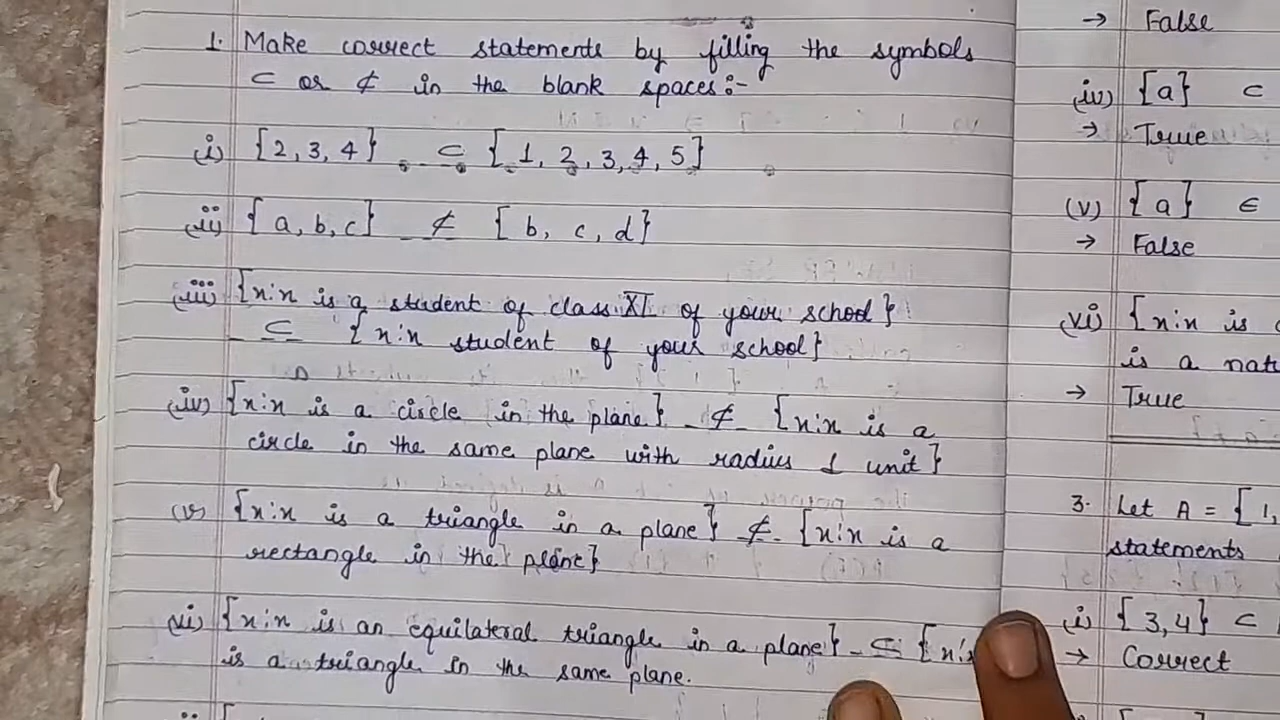 1. Make correct statements by filling the symbols
⊂ or ⊄ in the blank spaces:-
(i) {2, 3, 4} ⊂ {1, 2, 3, 4, 5}
(ii) {a, b, c} ⊄ {b, c, d}
(iii) {x:x is a student of class XI of your school}
⊂ {x:x student of your school}
(iv) {x:x is a circle in the plane} ⊄ {x:x is a
circle in the same plane with radius 1 unit}
(v) {x:x is a triangle in a plane} ⊄ {x:x is a
rectangle in the plane}
(vi) {x:x is an equilateral triangle in a plane} ⊂ {x:x
is a triangle in the same plane.
→ False
(iv) {a} ⊂
→ True
(v) {a} ∈
→ False
(vi) {x:x is
is a nat
→ True
3. Let A = {1,
statements
(i) {3, 4} ⊂
→ Correct